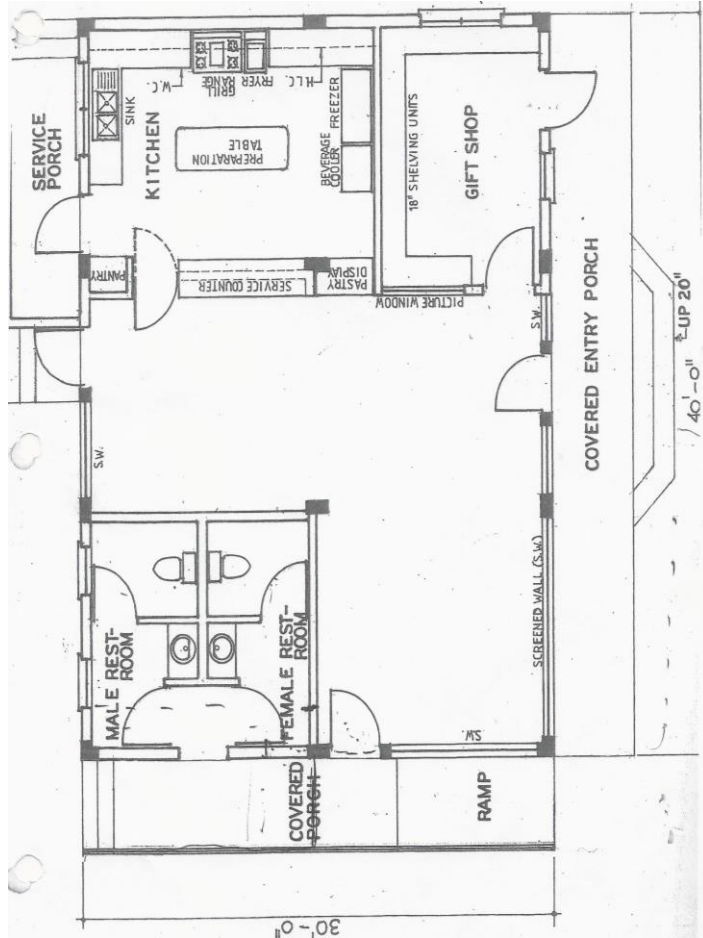 SERVICE
PORCH
SINK
KITCHEN
W.C.
GRILL
FRYER RANGE
H.L.C.
PREPARATION
TABLE
BEVERAGE
COOLER
FREEZER
PANTRY
SERVICE COUNTER
PASTRY
DISPLAY
18" SHELVING UNITS
GIFT SHOP
PICTURE WINDOW
S.W.
S.W.
COVERED ENTRY PORCH
UP 20"
40'-0"
SCREENED WALL (S.W.)
MALE REST-
ROOM
FEMALE REST-
ROOM
S.W.
COVERED
PORCH
RAMP
30'-0"